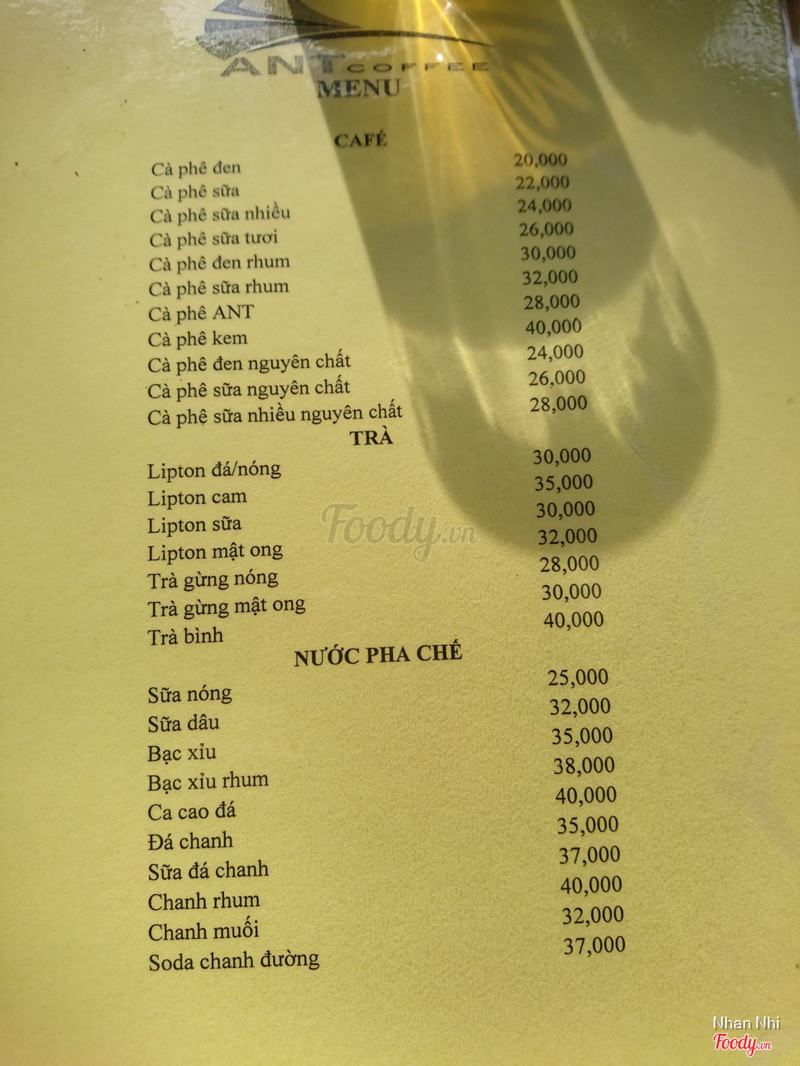 ANT COFFEE
MENU
CAFÉ
Cà phê đen 20,000
Cà phê sữa 22,000
Cà phê sữa nhiều 24,000
Cà phê sữa tươi 26,000
Cà phê đen rhum 30,000
Cà phê sữa rhum 32,000
Cà phê ANT 28,000
Cà phê kem 40,000
Cà phê đen nguyên chất 24,000
Cà phê sữa nguyên chất 26,000
Cà phê sữa nhiều nguyên chất 28,000
TRÀ
Lipton đá/nóng 30,000
Lipton cam 35,000
Lipton sữa 30,000
Lipton mật ong 32,000
Trà gừng nóng 28,000
Trà gừng mật ong 30,000
Trà bình 40,000
NƯỚC PHA CHẾ
Sữa nóng 25,000
Sữa dâu 32,000
Bạc xỉu 35,000
Bạc xỉu rhum 38,000
Ca cao đá 40,000
Đá chanh 35,000
Sữa đá chanh 37,000
Chanh rhum 40,000
Chanh muối 32,000
Soda chanh đường 37,000
Foody.vn
Nhan Nhi
Foody.vn